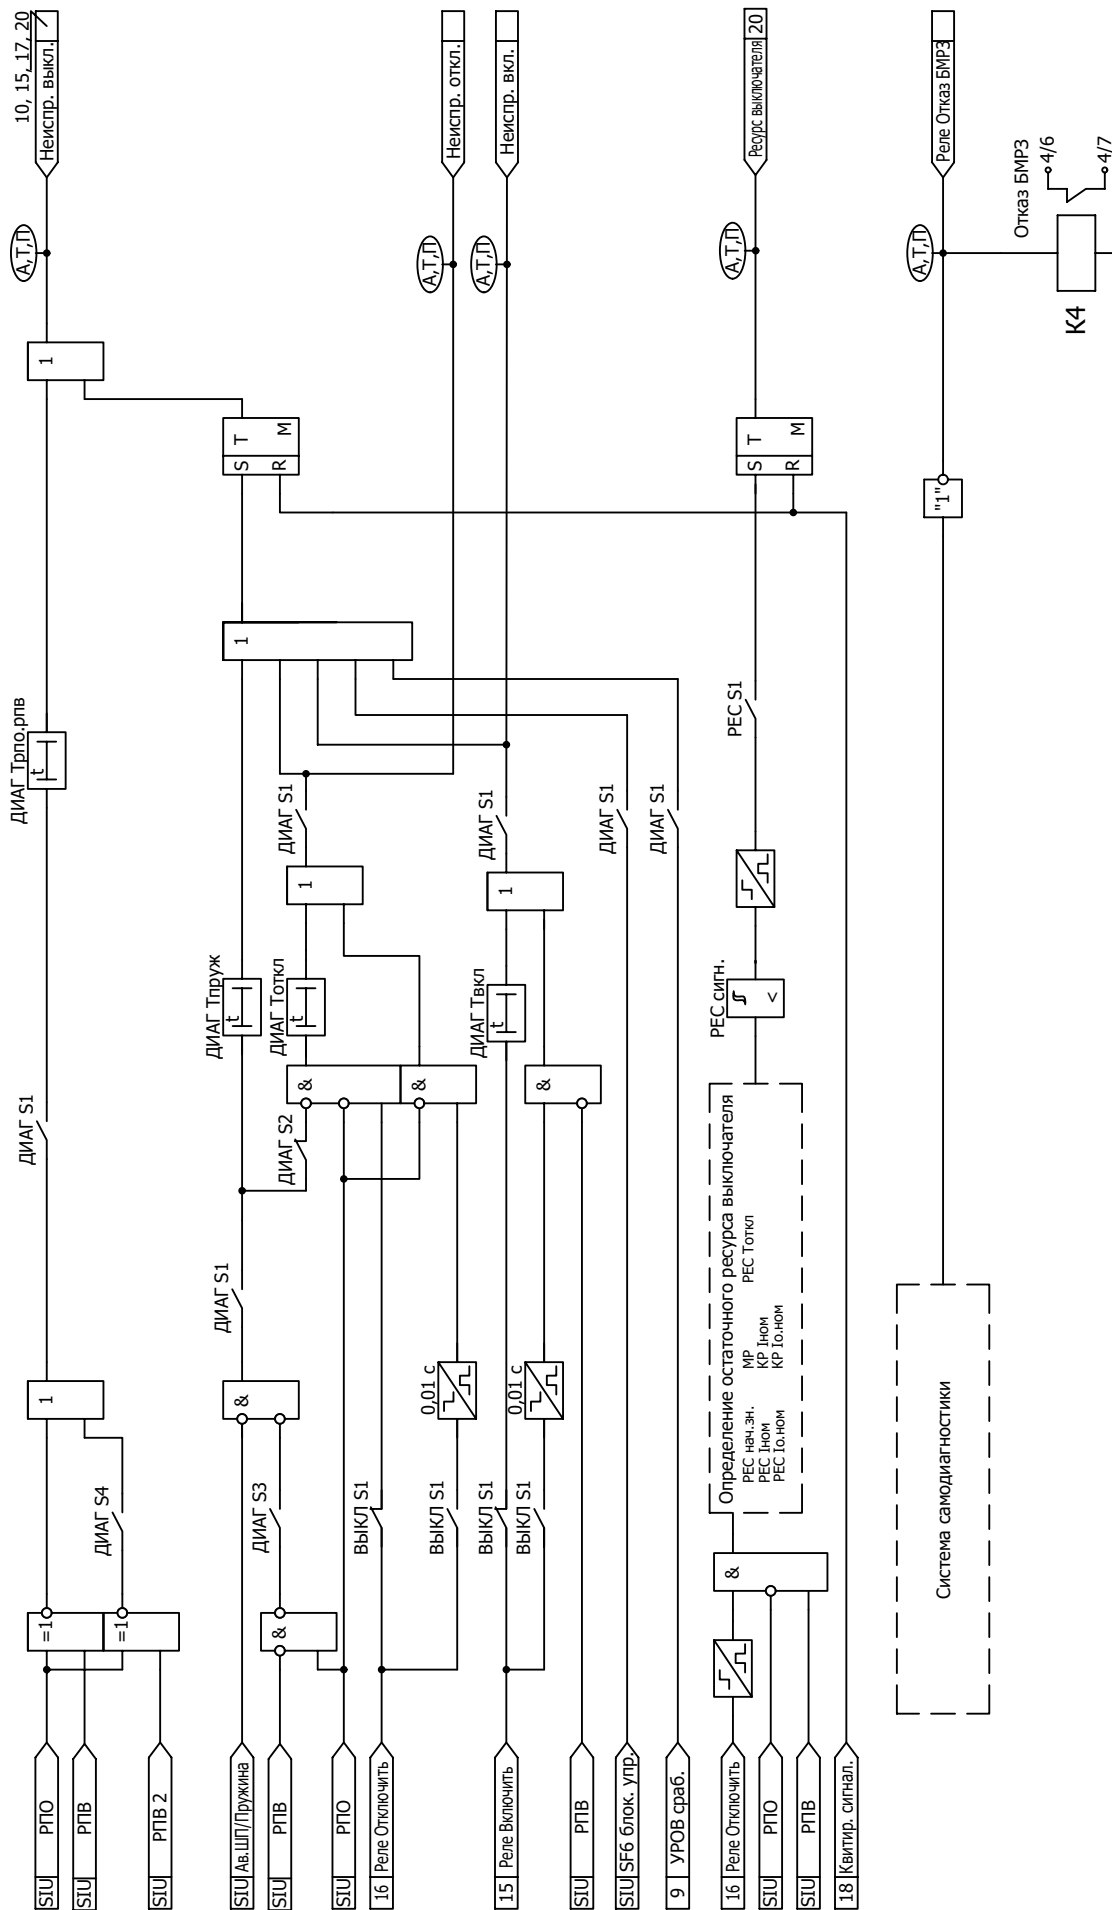 10, 15, 17, 20
Неиспр. выкл.
Неиспр. откл.
Неиспр. вкл.
Ресурс выключателя 20
Реле Отказ БМРЗ
А,Т,П
А,Т,П
А,Т,П
А,Т,П
А,Т,П
Отказ БМРЗ
4/6
4/7
К4
1
S T
R М
S T
R М
"1"
1
ДИАГ Трпо.рпв
t
ДИАГ S1
ДИАГ S1
ДИАГ S1
ДИАГ S1
РЕС S1
1
1
ДИАГ Тпруж
t
ДИАГ Тоткл
t
ДИАГ Твкл
t
РЕС сигн.
<
&
&
&
ДИАГ S1
ДИАГ S2
ДИАГ S1
Определение остаточного ресурса выключателя
РЕС нач.зн. МР РЕС Тоткл
РЕС Iном КР Iном
РЕС Iо.ном КР Iо.ном
1
&
0,01 с
0,01 с
ДИАГ S4
ДИАГ S3
ВЫКЛ S1
ВЫКЛ S1
ВЫКЛ S1
ВЫКЛ S1
=1
=1
&
&
Система самодиагностики
SIU РПО
SIU РПВ
SIU РПВ 2
SIU Ав.ШП/Пружина
SIU РПВ
SIU РПО
16 Реле Отключить
15 Реле Включить
SIU РПВ
SIU SF6 блок. упр.
9 УРОВ сраб.
16 Реле Отключить
SIU РПО
SIU РПВ
18 Квитир. сигнал.